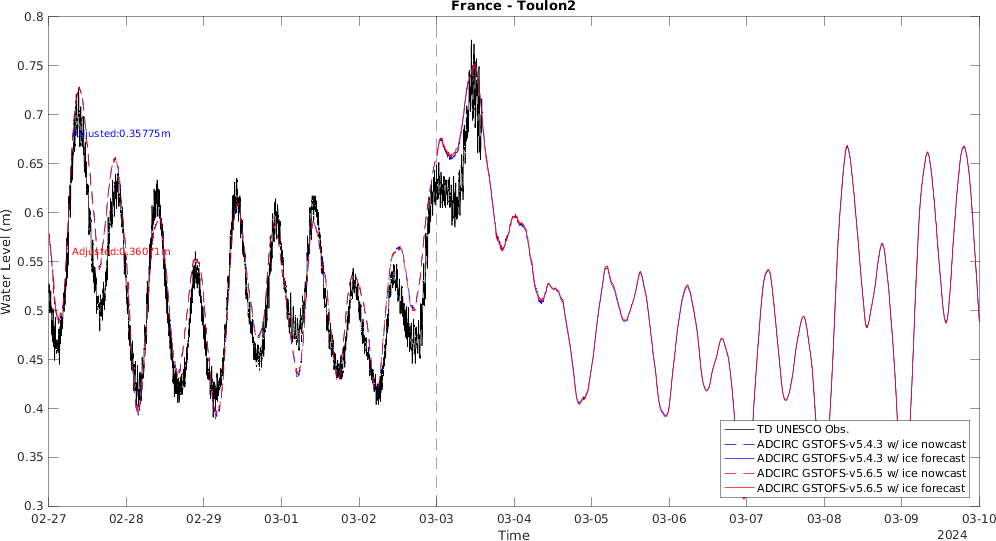 France - Toulon2
0.8
0.75
0.7
0.65
0.6
0.55
0.5
0.45
0.4
0.35
0.3
Water Level (m)
Adjusted:0.35775m
Adjusted:0.36071m
TD UNESCO Obs.
ADCIRC GSTOFS-v5.4.3 w/ ice nowcast
ADCIRC GSTOFS-v5.4.3 w/ ice forecast
ADCIRC GSTOFS-v5.6.5 w/ ice nowcast
ADCIRC GSTOFS-v5.6.5 w/ ice forecast
02-27 02-28 02-29 03-01 03-02 03-03 03-04 03-05 03-06 03-07 03-08 03-09 03-10
Time
2024